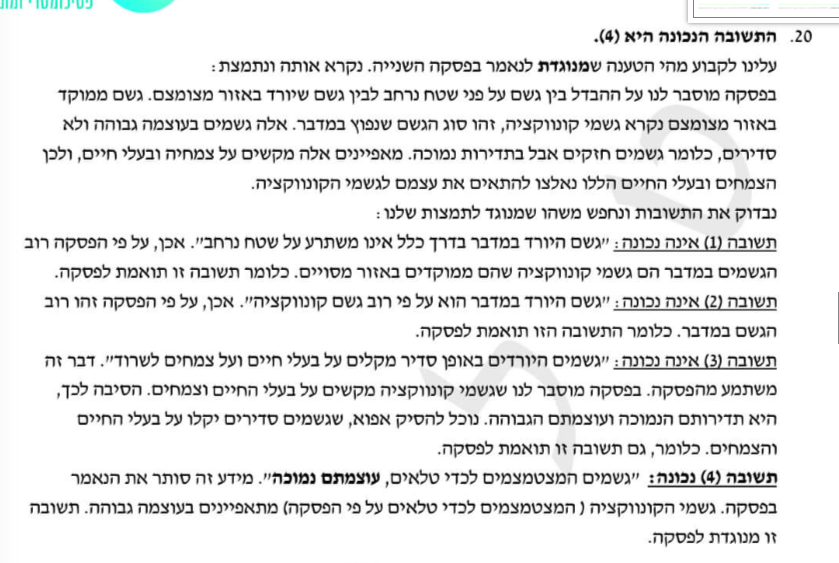 פסיכומטרי
20. התשובה הנכונה היא (4).
עלינו לקבוע מהי הטענה שמנוגדת לנאמר בפסקה השנייה. נקרא אותה ונתמצת:
בפסקה מוסבר לנו על ההבדל בין גשם על פני שטח נרחב לבין גשם שיורד באזור מצומצם. גשם ממוקד
באזור מצומצם נקרא גשמי קונווקציה, זהו סוג הגשם שנפוץ במדבר. אלה גשמים בעוצמה גבוהה ולא
סדירים, כלומר גשמים חזקים אבל בתדירות נמוכה. מאפיינים אלה מקשים על צמחיה ובעלי חיים, ולכן
הצמחים ובעלי החיים הללו נאלצו להתאים את עצמם לגשמי הקונווקציה.
נבדוק את התשובות ונחפש משהו שמנוגד לתמצות שלנו:
תשובה (1) אינה נכונה: "גשם היורד במדבר בדרך כלל אינו משתרע על שטח נרחב". אכן, על פי הפסקה רוב
הגשמים במדבר הם גשמי קונווקציה שהם ממוקדים באזור מסויים. כלומר תשובה זו תואמת לפסקה.
תשובה (2) אינה נכונה: "גשם היורד במדבר הוא על פי רוב גשם קונווקציה". אכן, על פי הפסקה זהו רוב
הגשם במדבר. כלומר התשובה הזו תואמת לפסקה.
תשובה (3) אינה נכונה: "גשמים היורדים באופן סדיר מקלים על בעלי חיים ועל צמחים לשרוד". דבר זה
משתמע מהפסקה. בפסקה מוסבר לנו שגשמי קונווקציה מקשים על בעלי החיים וצמחים. הסיבה לכך,
היא תדירותם הנמוכה ועוצמתם הגבוהה. נוכל להסיק אפוא, שגשמים סדירים יקלו על בעלי החיים
והצמחים. כלומר, גם תשובה זו תואמת לפסקה.
תשובה (4) נכונה: "גשמים המצטמצמים לכדי טלאים, עוצמתם נמוכה". מידע זה סותר את הנאמר
בפסקה. גשמי הקונווקציה ( המצטמצמים לכדי טלאים על פי הפסקה) מתאפיינים בעוצמה גבוהה. תשובה
זו מנוגדת לפסקה.